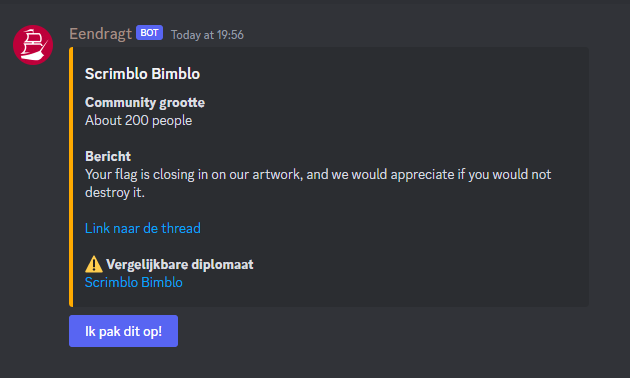 Eendragt BOT Today at 19:56
Scrimblo Bimblo
Community grootte
About 200 people
Bericht
Your flag is closing in on our artwork, and we would appreciate if you would not
destroy it.
Link naar de thread
⚠️ Vergelijkbare diplomaat
Scrimblo Bimblo
Ik pak dit op!